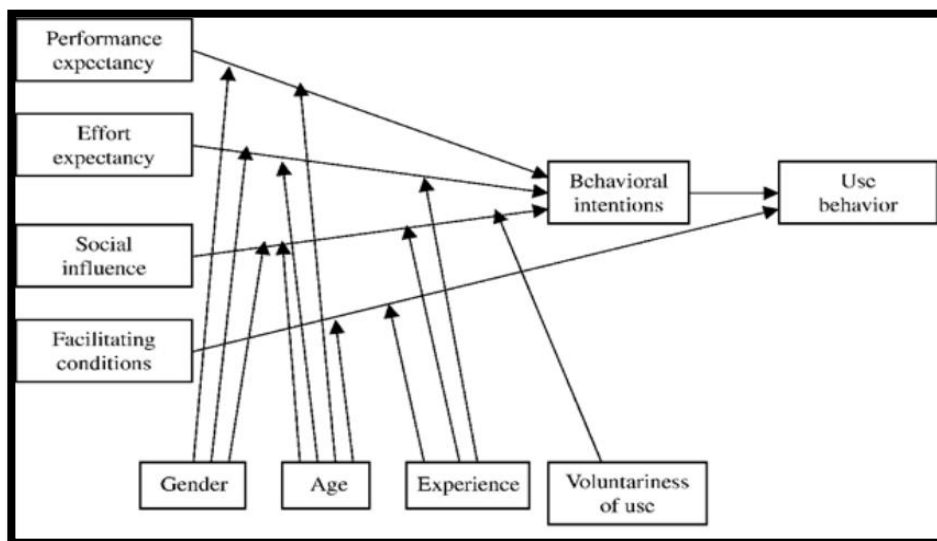 Performance
expectancy
Effort
expectancy
Social
influence
Facilitating
conditions
Behavioral
intentions
Use
behavior
Gender
Age
Experience
Voluntariness
of use